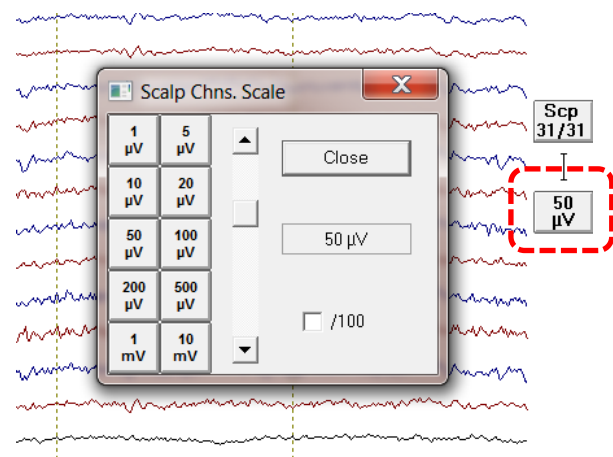 Scalp Chns. Scale
Scp
31/31
1
µV
5
µV
Close
10
µV
20
µV
50
µV
50
µV
100
µV
50 µV
200
µV
500
µV
/100
1
mV
10
mV